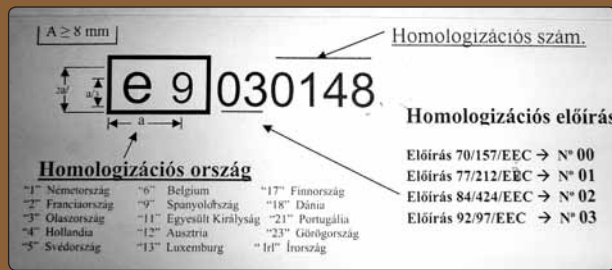 A ≥ 8 mm
Homologizációs szám.
e 9 030148
a
Homologizációs előírás
Homologizációs ország
Előírás 70/157/EEC → Nº 00
Előírás 77/212/EEC → Nº 01
Előírás 84/424/EEC → Nº 02
Előírás 92/97/EEC → Nº 03
"1" Németország "6" Belgium "17" Finnország
"2" Franciaország "9" Spanyolország "18" Dánia
"3" Olaszország "11" Egyesült Királyság "21" Portugália
"4" Hollandia "12" Ausztria "23" Görögország
"5" Svédország "13" Luxemburg "Irl" Írország